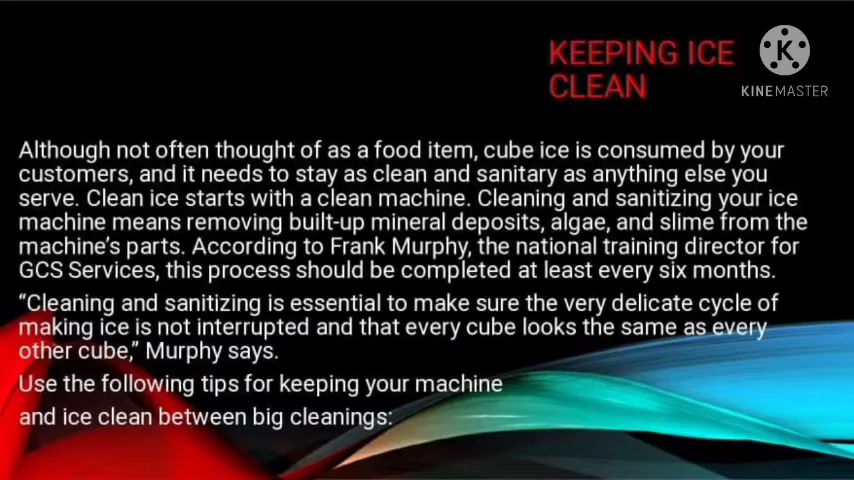 KEEPING ICE
CLEAN
KINEMASTER
Although not often thought of as a food item, cube ice is consumed by your
customers, and it needs to stay as clean and sanitary as anything else you
serve. Clean ice starts with a clean machine. Cleaning and sanitizing your ice
machine means removing built-up mineral deposits, algae, and slime from the
machine’s parts. According to Frank Murphy, the national training director for
GCS Services, this process should be completed at least every six months.
“Cleaning and sanitizing is essential to make sure the very delicate cycle of
making ice is not interrupted and that every cube looks the same as every
other cube,” Murphy says.
Use the following tips for keeping your machine
and ice clean between big cleanings: